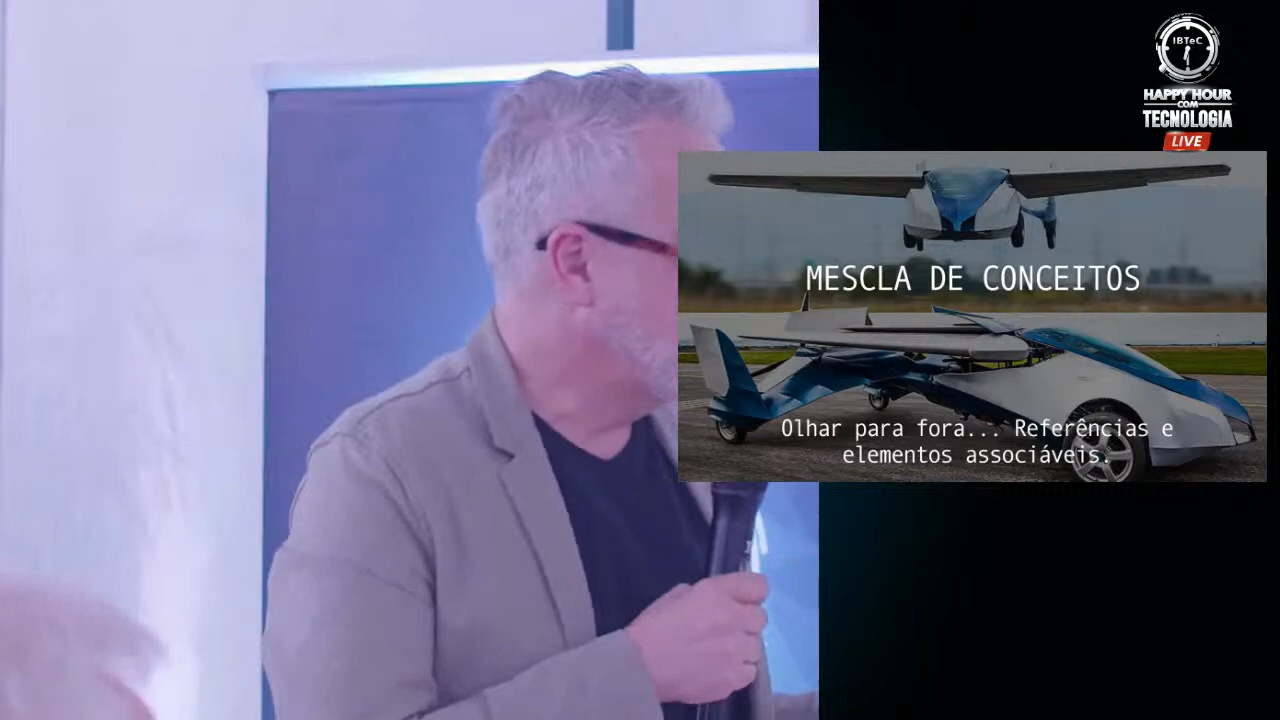 IBTeC
HAPPY HOUR
COM
TECNOLOGIA
LIVE
MESCLA DE CONCEITOS
Olhar para fora... Referências e
elementos associáveis.